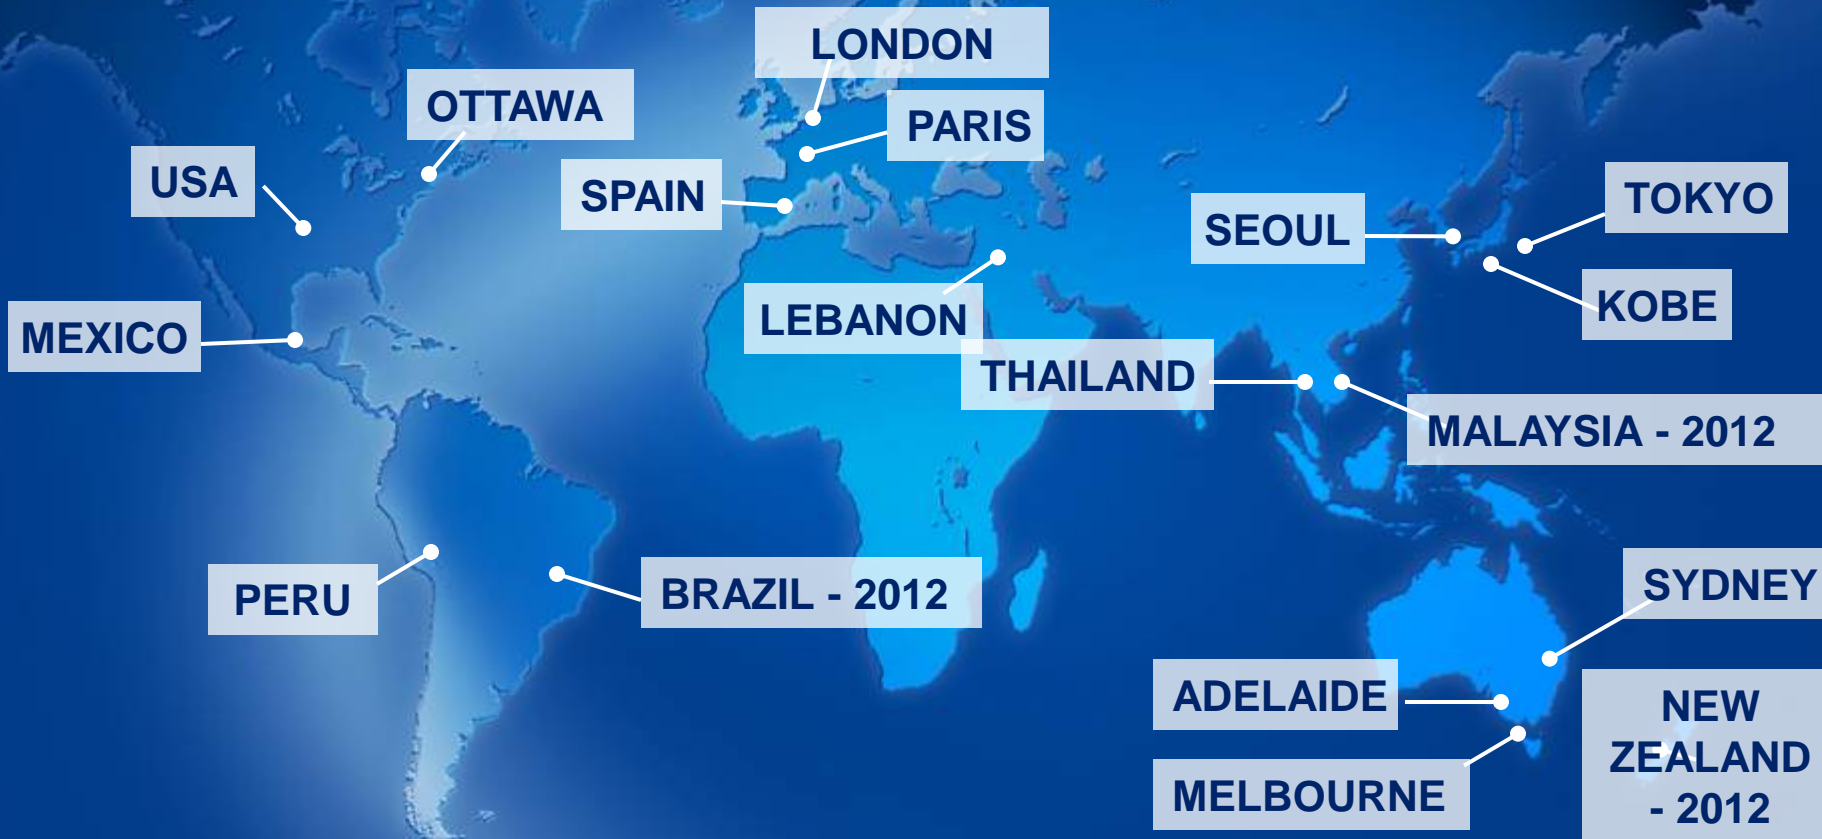 LONDON
OTTAWA
PARIS
USA
SPAIN
TOKYO
SEOUL
KOBE
LEBANON
MEXICO
THAILAND
MALAYSIA - 2012
PERU
BRAZIL - 2012
SYDNEY
ADELAIDE
NEW
ZEALAND
- 2012
MELBOURNE